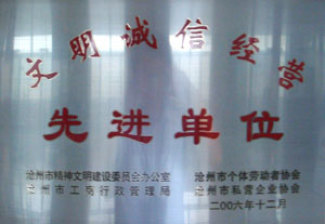 文明诚信经营
先进单位
沧州市精神文明建设委员会办公室
沧州市个体劳动者协会
沧州市工商行政管理局
沧州市私营企业协会
二00六年十二月